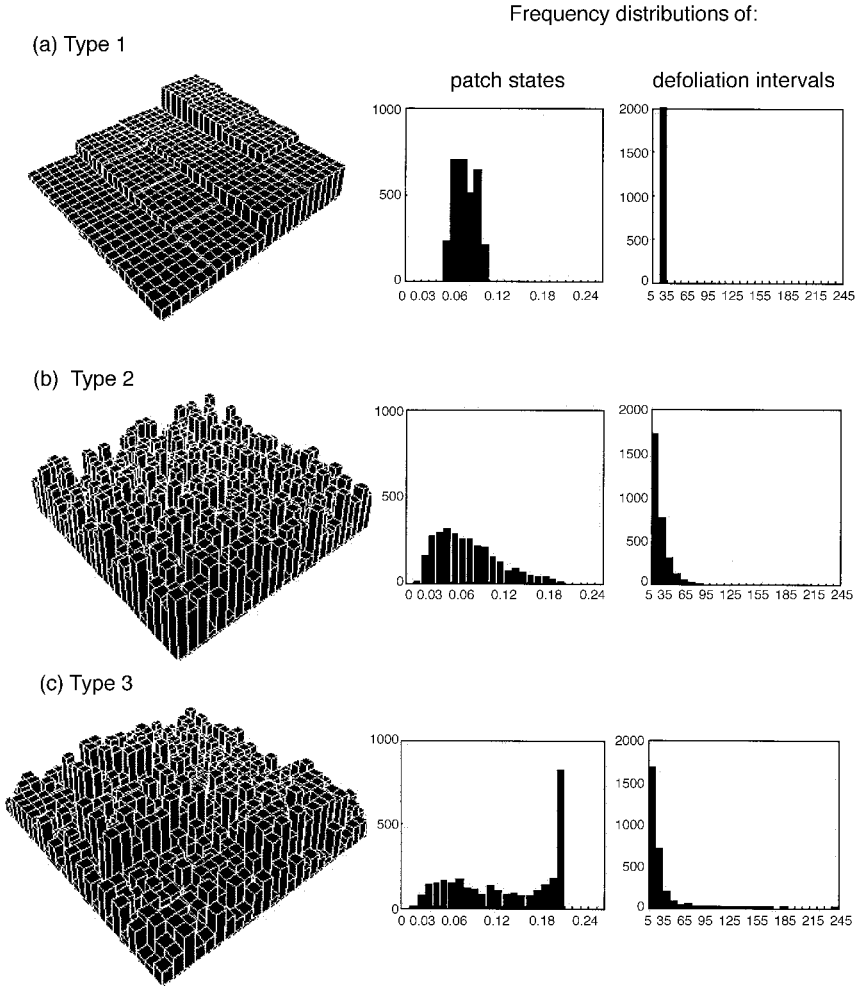 Frequency distributions of:
(a) Type 1
patch states
defoliation intervals
1000
500
0
0 0.03 0.06 0.12 0.18 0.24
2000
1500
1000
500
0
5 35 65 95 125 155 185 215 245
(b) Type 2
1000
500
0
0 0.03 0.06 0.12 0.18 0.24
2000
1500
1000
500
0
5 35 65 95 125 155 185 215 245
(c) Type 3
1000
500
0
0 0.03 0.06 0.12 0.18 0.24
2000
1500
1000
500
0
5 35 65 95 125 155 185 215 245